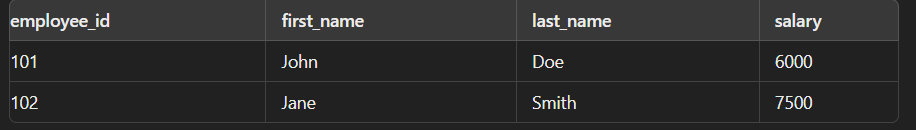 employee_id first_name last_name salary
101 John Doe 6000
102 Jane Smith 7500